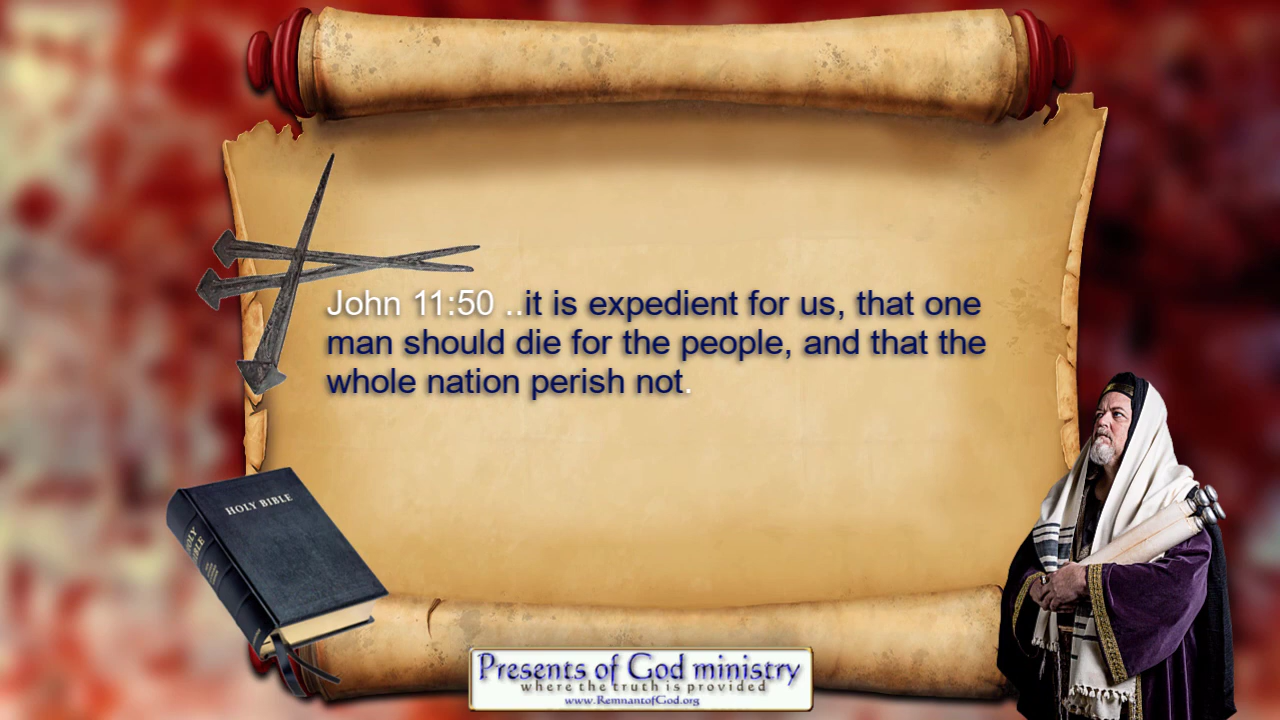 John 11:50 ..it is expedient for us, that one
man should die for the people, and that the
whole nation perish not.
HOLY BIBLE
HOLY
BIBLE
Presents of God ministry
where the truth is provided
www.RemnantofGod.org